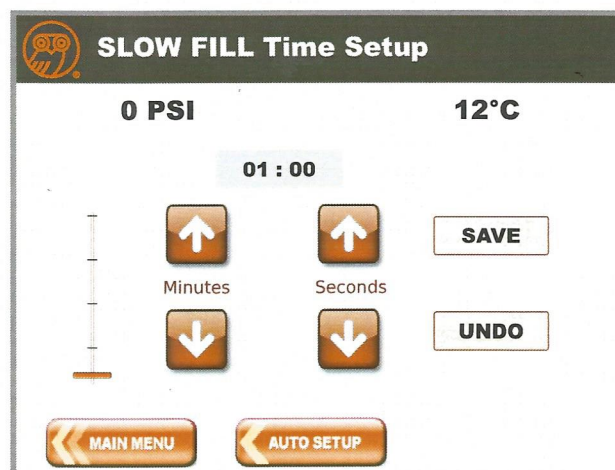 SLOW FILL Time Setup
0 PSI 12°C
01 : 00
SAVE
Minutes Seconds
UNDO
MAIN MENU AUTO SETUP